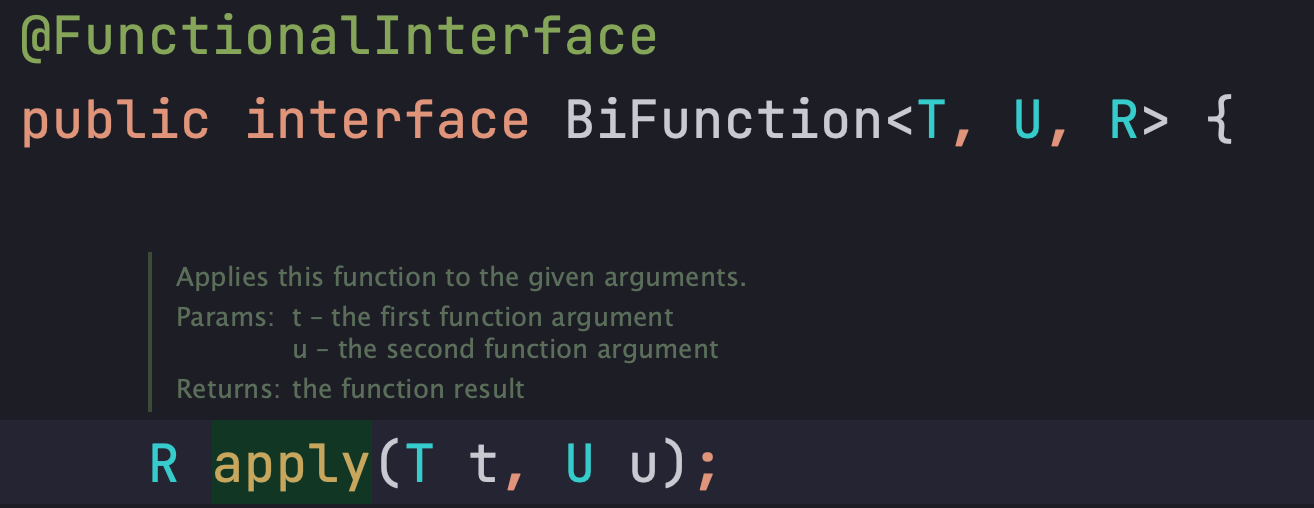 @FunctionalInterface
public interface BiFunction<T, U, R> {
Applies this function to the given arguments.
Params: t – the first function argument
u – the second function argument
Returns: the function result
R apply(T t, U u);